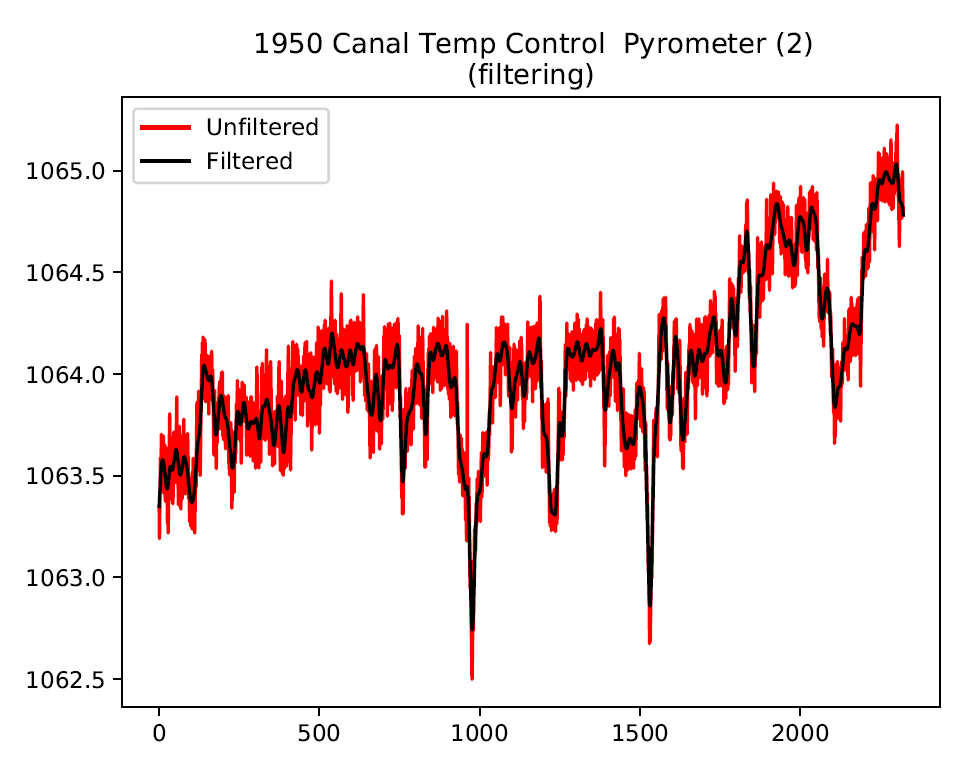 1950 Canal Temp Control  Pyrometer (2)
(filtering)
Unfiltered
Filtered
1065.0
1064.5
1064.0
1063.5
1063.0
1062.5
0 500 1000 1500 2000